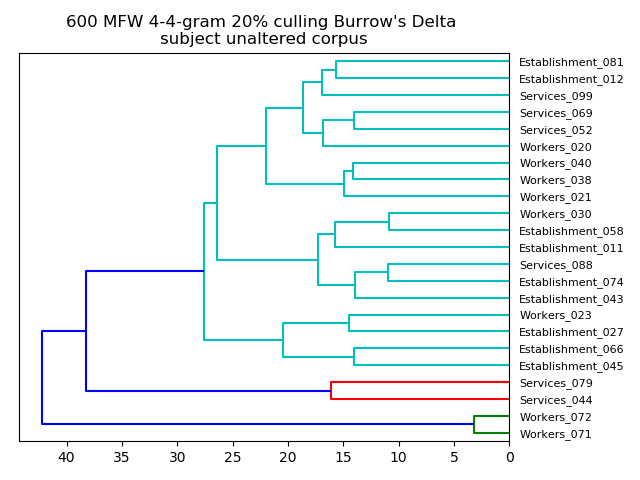 600 MFW 4-4-gram 20% culling Burrow's Delta
subject unaltered corpus
Establishment_081
Establishment_012
Services_099
Services_069
Services_052
Workers_020
Workers_040
Workers_038
Workers_021
Workers_030
Establishment_058
Establishment_011
Services_088
Establishment_074
Establishment_043
Workers_023
Establishment_027
Establishment_066
Establishment_045
Services_079
Services_044
Workers_072
Workers_071
40 35 30 25 20 15 10 5 0